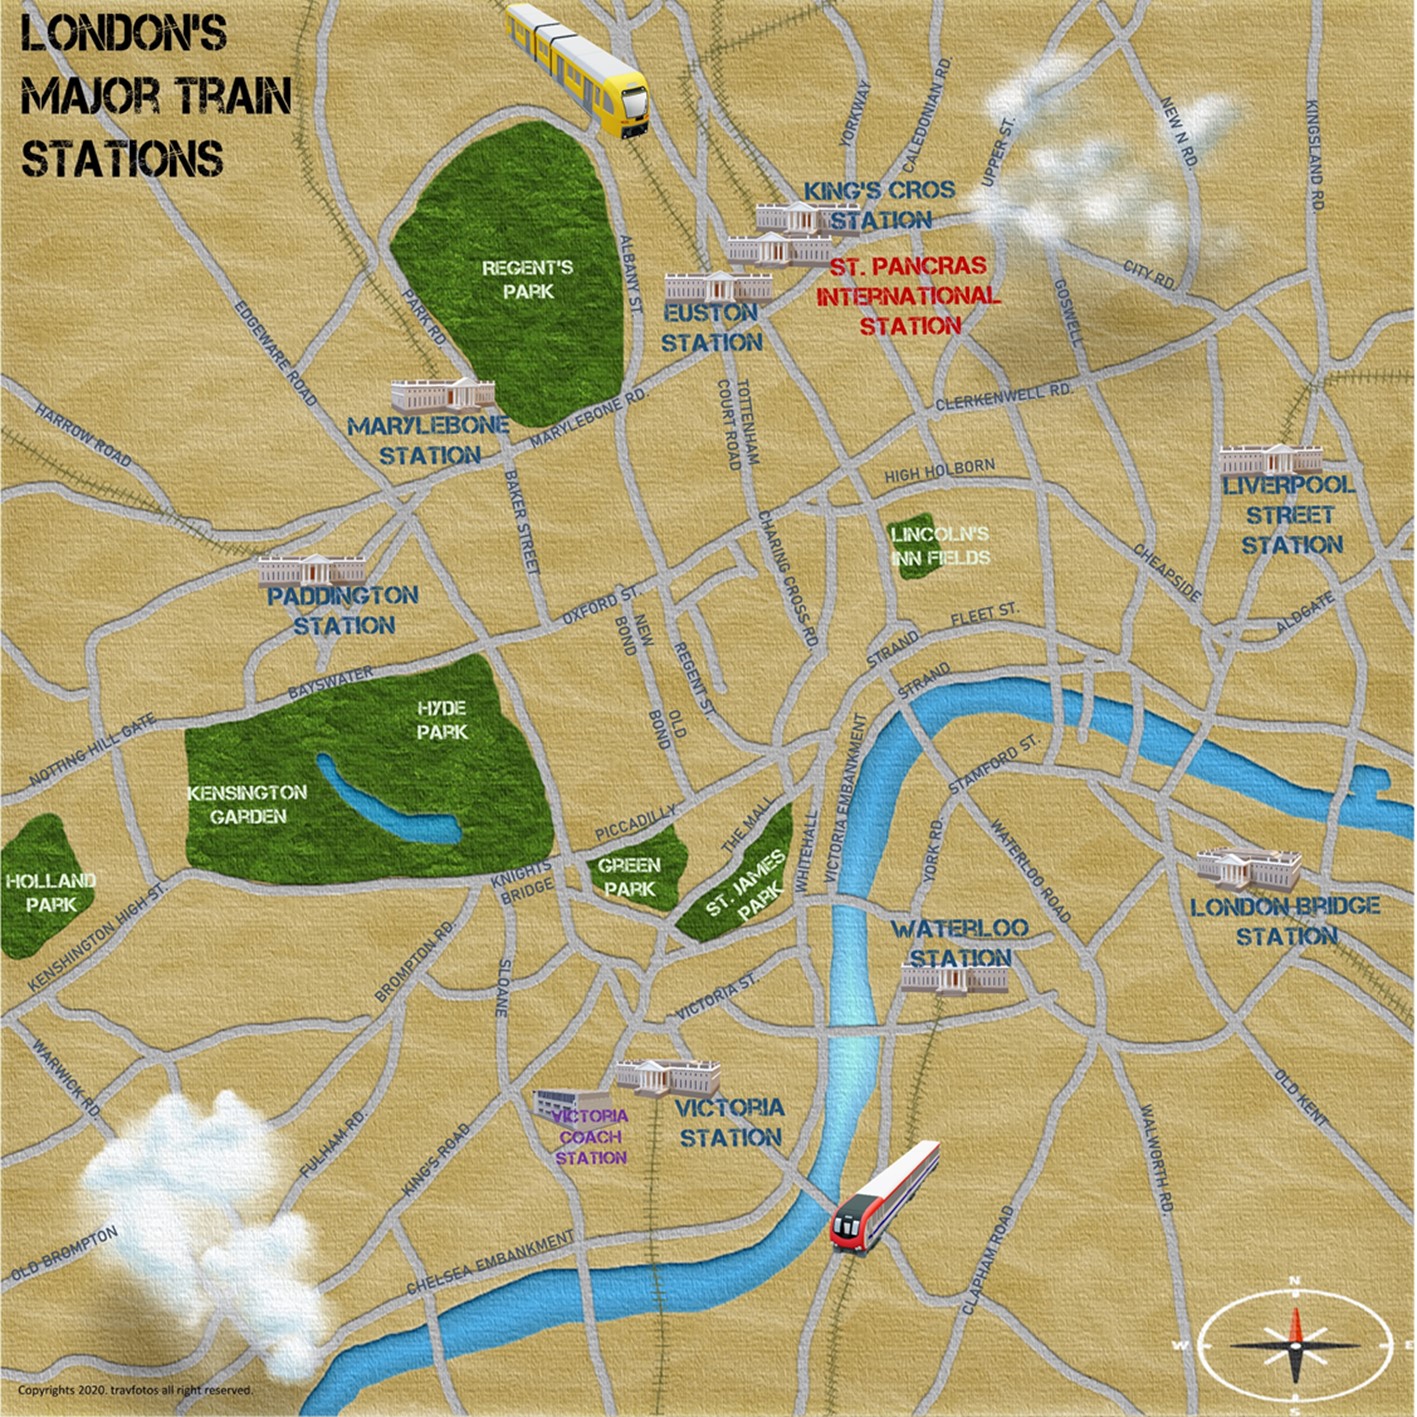 LONDON'S
MAJOR TRAIN
STATIONS
YORKWAY
CALEDONIAN RD.
UPPER ST.
NEW N RD.
KINGSLAND RD.
KING'S CROS
STATION
ST. PANCRAS
INTERNATIONAL
STATION
REGENT'S
PARK
ALBANY ST
EUSTON
STATION
CITY RD.
GOSWELL
PARK RD
EDGEWARE ROAD
MARYLEBONE
STATION
MARYLEBONE RD.
TOTTENHAM
COURT ROAD
CLERKENWELL RD.
HARROW ROAD
HIGH HOLBORN
LIVERPOOL
STREET
STATION
BAKER STREET
CHARING CROSS RD.
LINCOLN'S
INN FIELDS
CHEAPSIDE
ALDGATE
PADDINGTON
STATION
OXFORD ST.
NEW
BOND
REGENT ST.
FLEET ST.
STRAND
STRAND
BAYSWATER
HYDE
PARK
OLD
BOND
NOTTING HILL GATE
KENSINGTON
GARDEN
STAMFORD ST.
VICTORIA EMBANKMENT
PICCADILLY
THE MALL
WHITEHALL
YORK RD.
WATERLOO ROAD
HOLLAND
PARK
KNIGHTS
BRIDGE
GREEN
PARK
ST. JAMES
PARK
LONDON BRIDGE
STATION
KENSHINGTON HIGH ST.
BROMPTON RD.
SLOANE
VICTORIA ST.
WATERLOO
STATION
WARWICK RD.
VICTORIA
COACH
STATION
VICTORIA
STATION
OLD KENT
WALWORTH RD.
FULHAM RD.
KING'S ROAD
OLD BROMPTON
CHELSEA EMBANKMENT
CLAPHAM ROAD
N
W
E
S
Copyrights 2020. travfotos all right reserved.